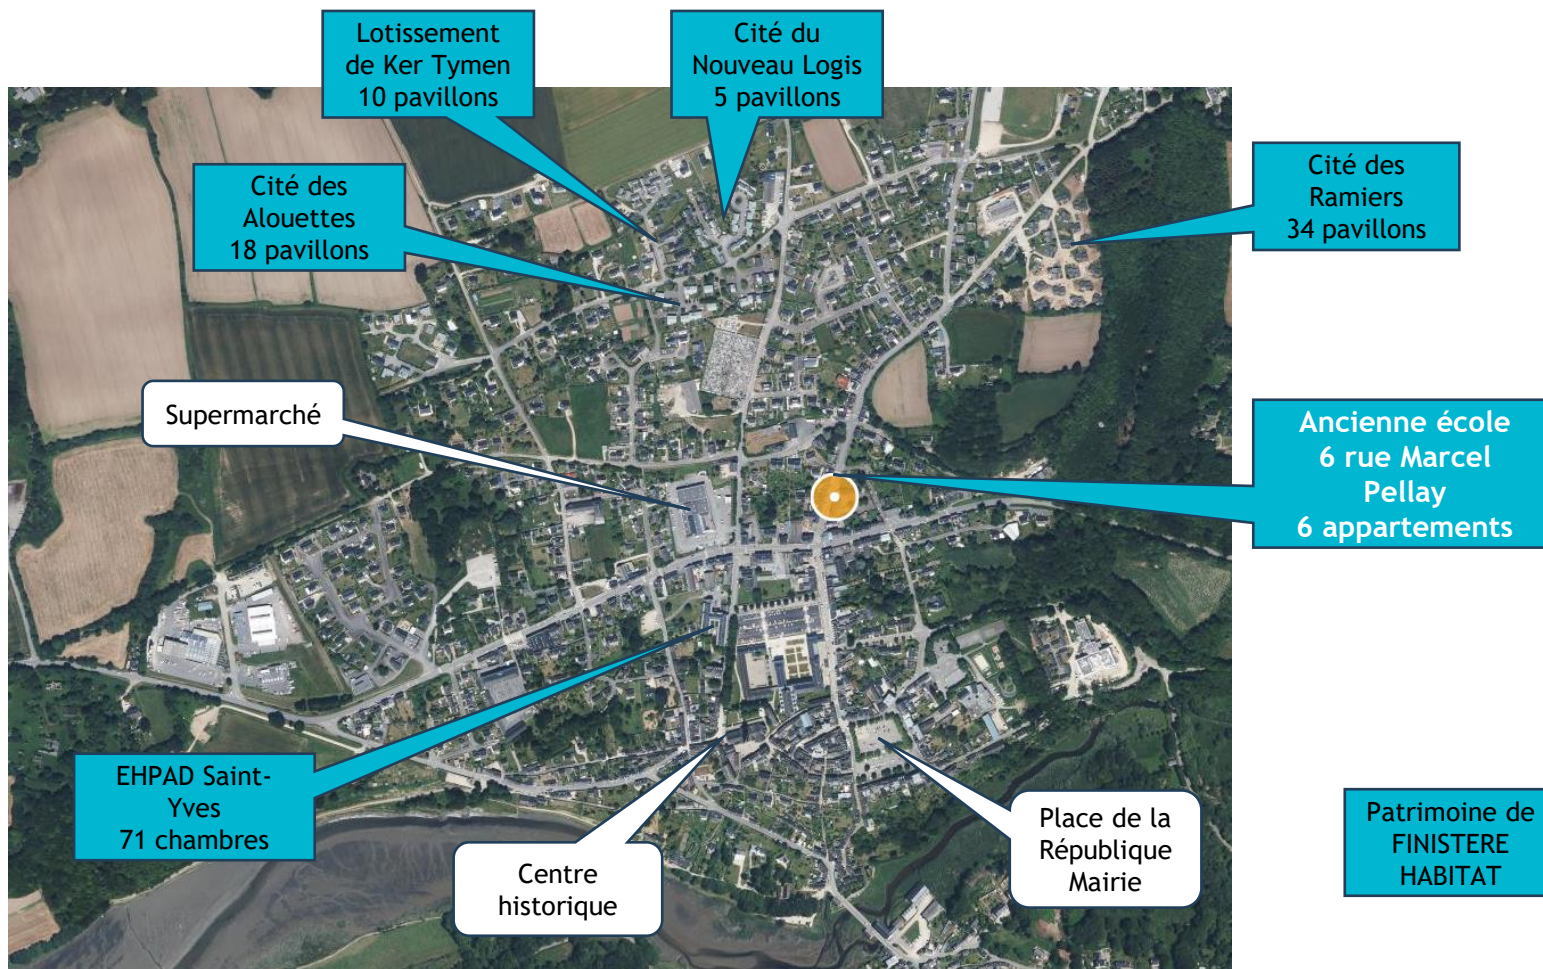 Lotissement
de Ker Tymen
10 pavillons
Cité du
Nouveau Logis
5 pavillons
Cité des
Alouettes
18 pavillons
Cité des
Ramiers
34 pavillons
Supermarché
Ancienne école
6 rue Marcel
Pellay
6 appartements
EHPAD Saint-
Yves
71 chambres
Centre
historique
Place de la
République
Mairie
Patrimoine de
FINISTERE
HABITAT